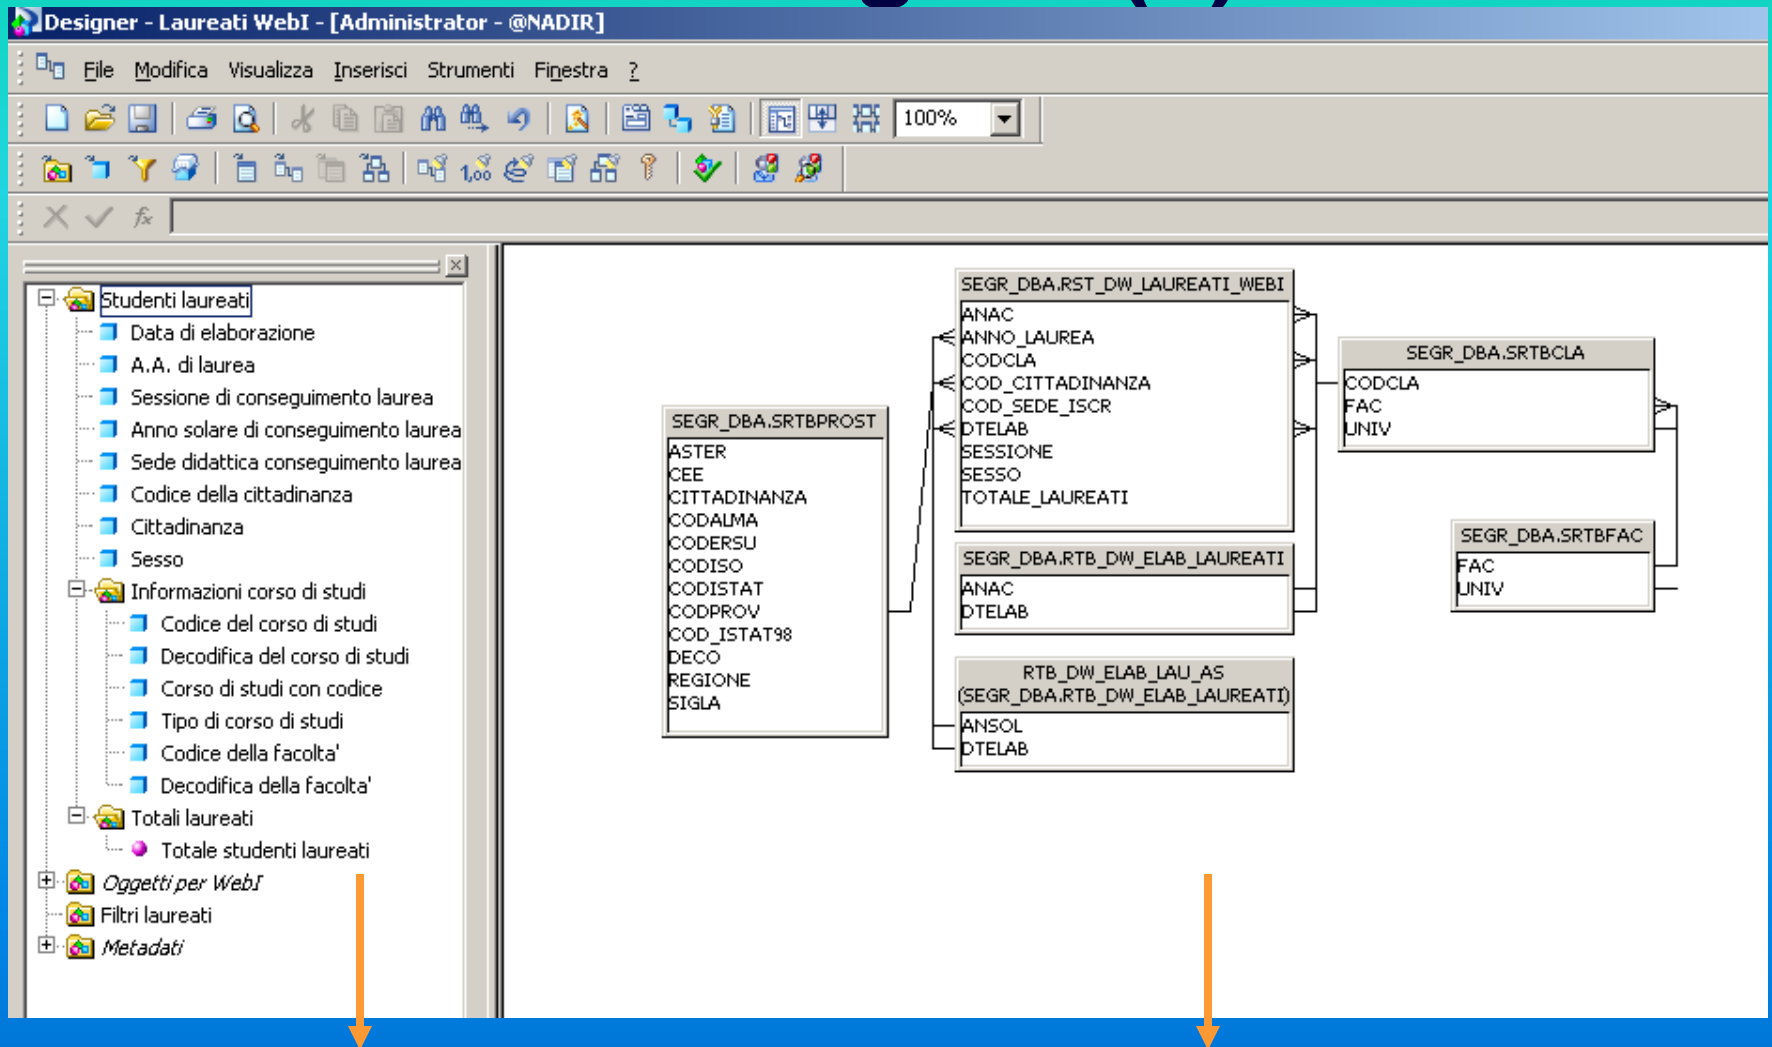 Designer - Laureati WebI - [Administrator - @NADIR]
File Modifica Visualizza Inserisci Strumenti Finestra ?
100%
1,00
fx
Studenti laureati
Data di elaborazione
A.A. di laurea
Sessione di conseguimento laurea
Anno solare di conseguimento laurea
Sede didattica conseguimento laurea
Codice della cittadinanza
Cittadinanza
Sesso
Informazioni corso di studi
Codice del corso di studi
Decodifica del corso di studi
Corso di studi con codice
Tipo di corso di studi
Codice della facolta'
Decodifica della facolta'
Totali laureati
Totale studenti laureati
Oggetti per WebI
Filtri laureati
Metadati
SEGR_DBA.SRTBPROST
ASTER
CEE
CITTADINANZA
CODALMA
CODERSU
CODISO
CODISTAT
CODPROV
COD_ISTAT98
DECO
REGIONE
SIGLA
SEGR_DBA.RST_DW_LAUREATI_WEBI
ANAC
ANNO_LAUREA
CODCLA
COD_CITTADINANZA
COD_SEDE_ISCR
DTELAB
SESSIONE
SESSO
TOTALE_LAUREATI
SEGR_DBA.RTB_DW_ELAB_LAUREATI
ANAC
DTELAB
RTB_DW_ELAB_LAU_AS
(SEGR_DBA.RTB_DW_ELAB_LAUREATI)
ANSOL
DTELAB
SEGR_DBA.SRTBCLA
CODCLA
FAC
UNIV
SEGR_DBA.SRTBFAC
FAC
UNIV